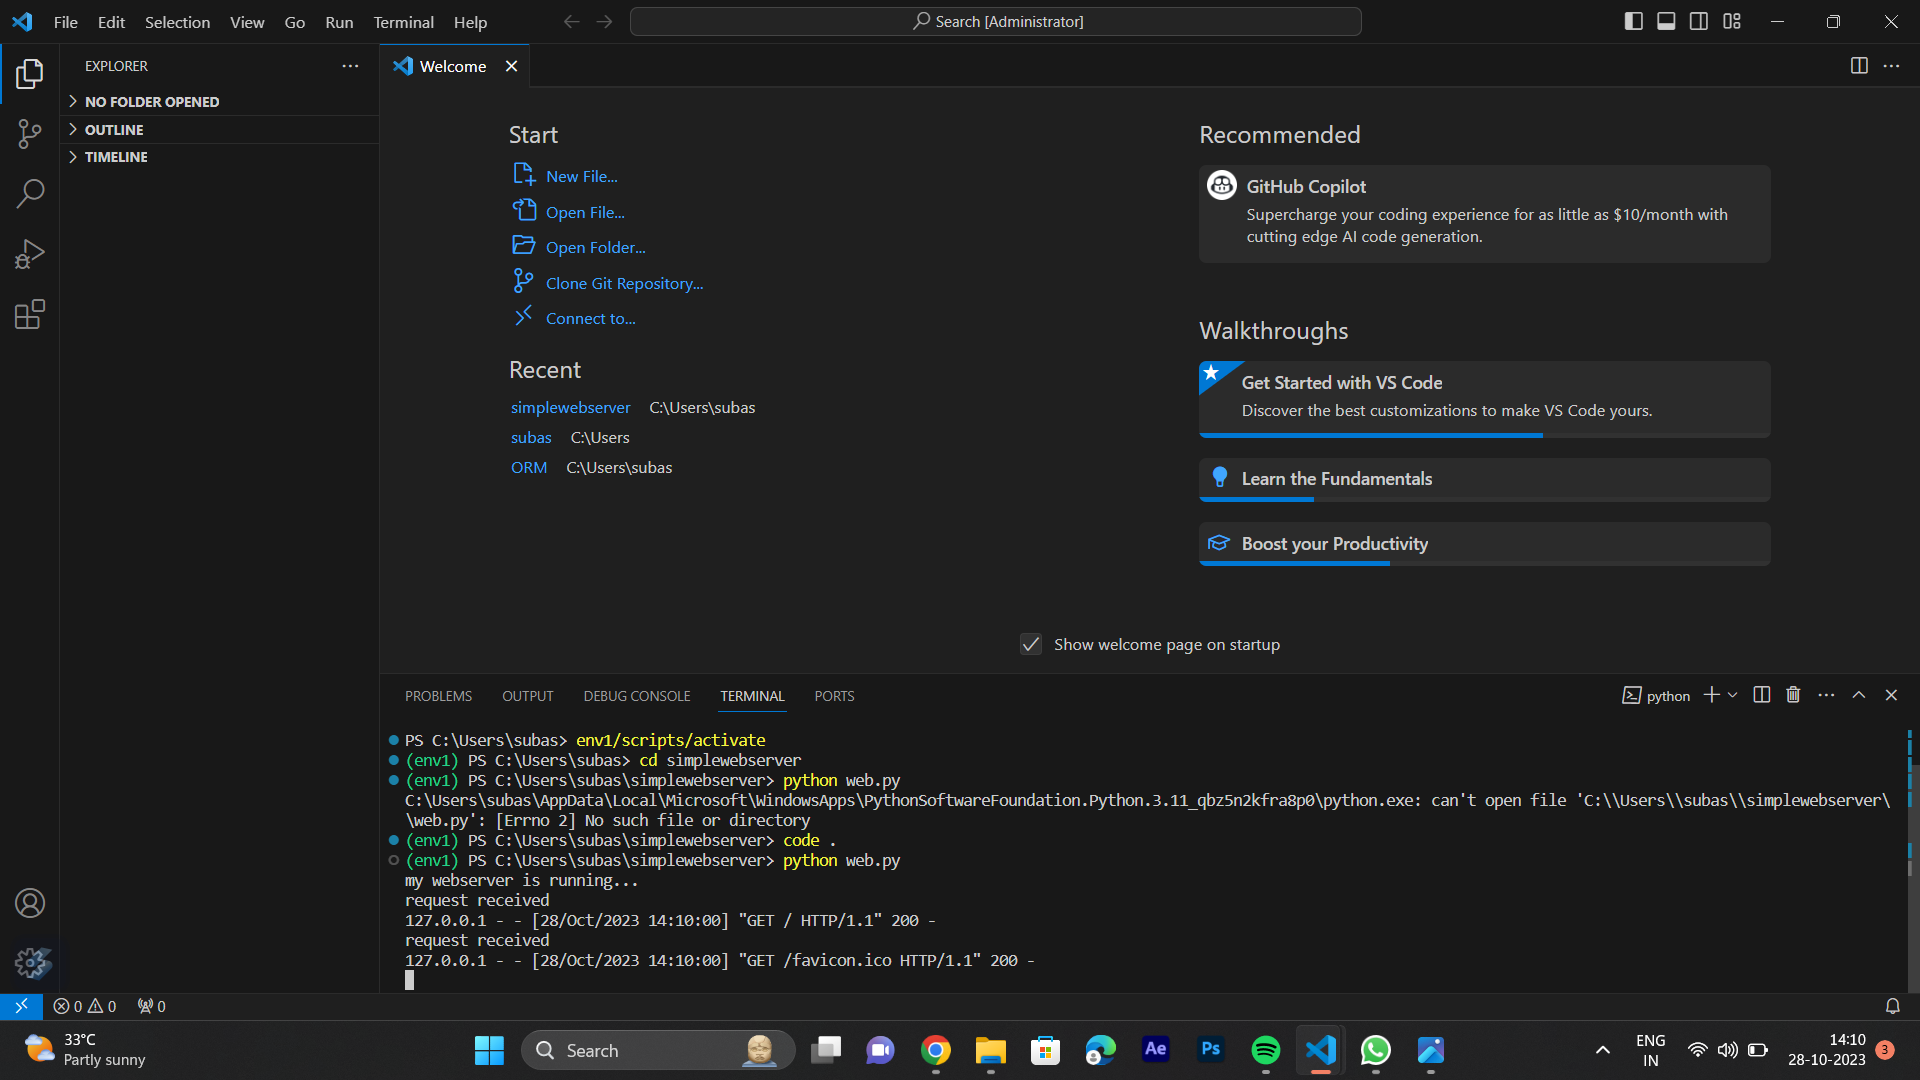 File Edit Selection View Go Run Terminal Help
Search [Administrator]
EXPLORER
NO FOLDER OPENED
OUTLINE
TIMELINE
Welcome
Start
New File...
Open File...
Open Folder...
Clone Git Repository...
Connect to...
Recent
simplewebserver C:\Users\subas
subas C:\Users
ORM C:\Users\subas
Recommended
GitHub Copilot
Supercharge your coding experience for as little as $10/month with
cutting edge AI code generation.
Walkthroughs
Get Started with VS Code
Discover the best customizations to make VS Code yours.
Learn the Fundamentals
Boost your Productivity
Show welcome page on startup
PROBLEMS OUTPUT DEBUG CONSOLE TERMINAL PORTS
python
PS C:\Users\subas> env1/scripts/activate
(env1) PS C:\Users\subas> cd simplewebserver
(env1) PS C:\Users\subas\simplewebserver> python web.py
C:\Users\subas\AppData\Local\Microsoft\WindowsApps\PythonSoftwareFoundation.Python.3.11_qbz5n2kfra8p0\python.exe: can't open file 'C:\\Users\\subas\\simplewebserver\
\web.py': [Errno 2] No such file or directory
(env1) PS C:\Users\subas\simplewebserver> code .
(env1) PS C:\Users\subas\simplewebserver> python web.py
my webserver is running...
request received
127.0.0.1 - - [28/Oct/2023 14:10:00] "GET / HTTP/1.1" 200 -
request received
127.0.0.1 - - [28/Oct/2023 14:10:00] "GET /favicon.ico HTTP/1.1" 200 -
0 0 0
33°C
Partly sunny
Search
Ae
Ps
ENG
IN
14:10
28-10-2023
3